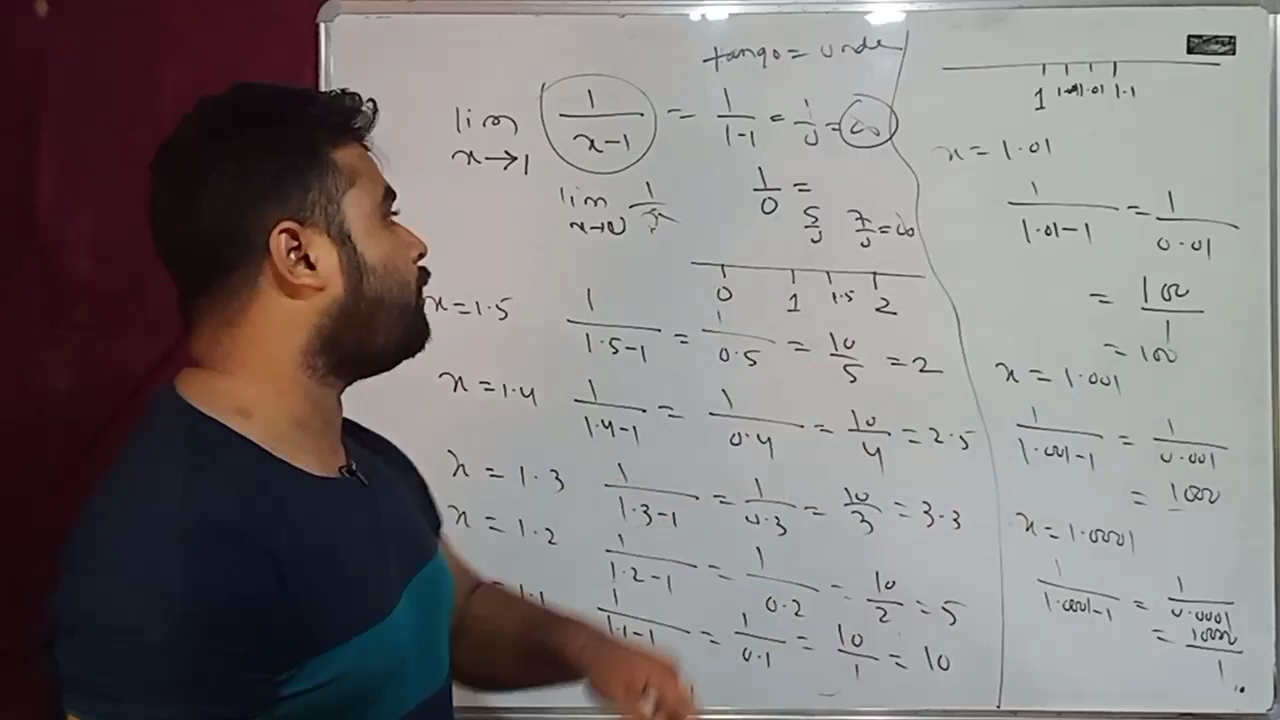 tan90 = unde
lim x→1 1/(x-1) = 1/(1-1) = 1/0 = ∞
lim x→0 1/x
1/0 =
5/0 7/0 = ∞
0 1 1.5 2
x = 1.5 1/(1.5-1) = 1/0.5 = 10/5 = 2
x = 1.4 1/(1.4-1) = 1/0.4 = 10/4 = 2.5
x = 1.3 1/(1.3-1) = 1/0.3 = 10/3 = 3.3
x = 1.2 1/(1.2-1) = 1/0.2 = 10/2 = 5
= 1.1 1/(1.1-1) = 1/0.1 = 10/1 = 10
1 1.001 1.01 1.1
x = 1.01
1/(1.01-1) = 1/0.01
= 100/1
= 100
x = 1.001
1/(1.001-1) = 1/0.001
= 1000
x = 1.0001
1/(1.0001-1) = 1/0.0001